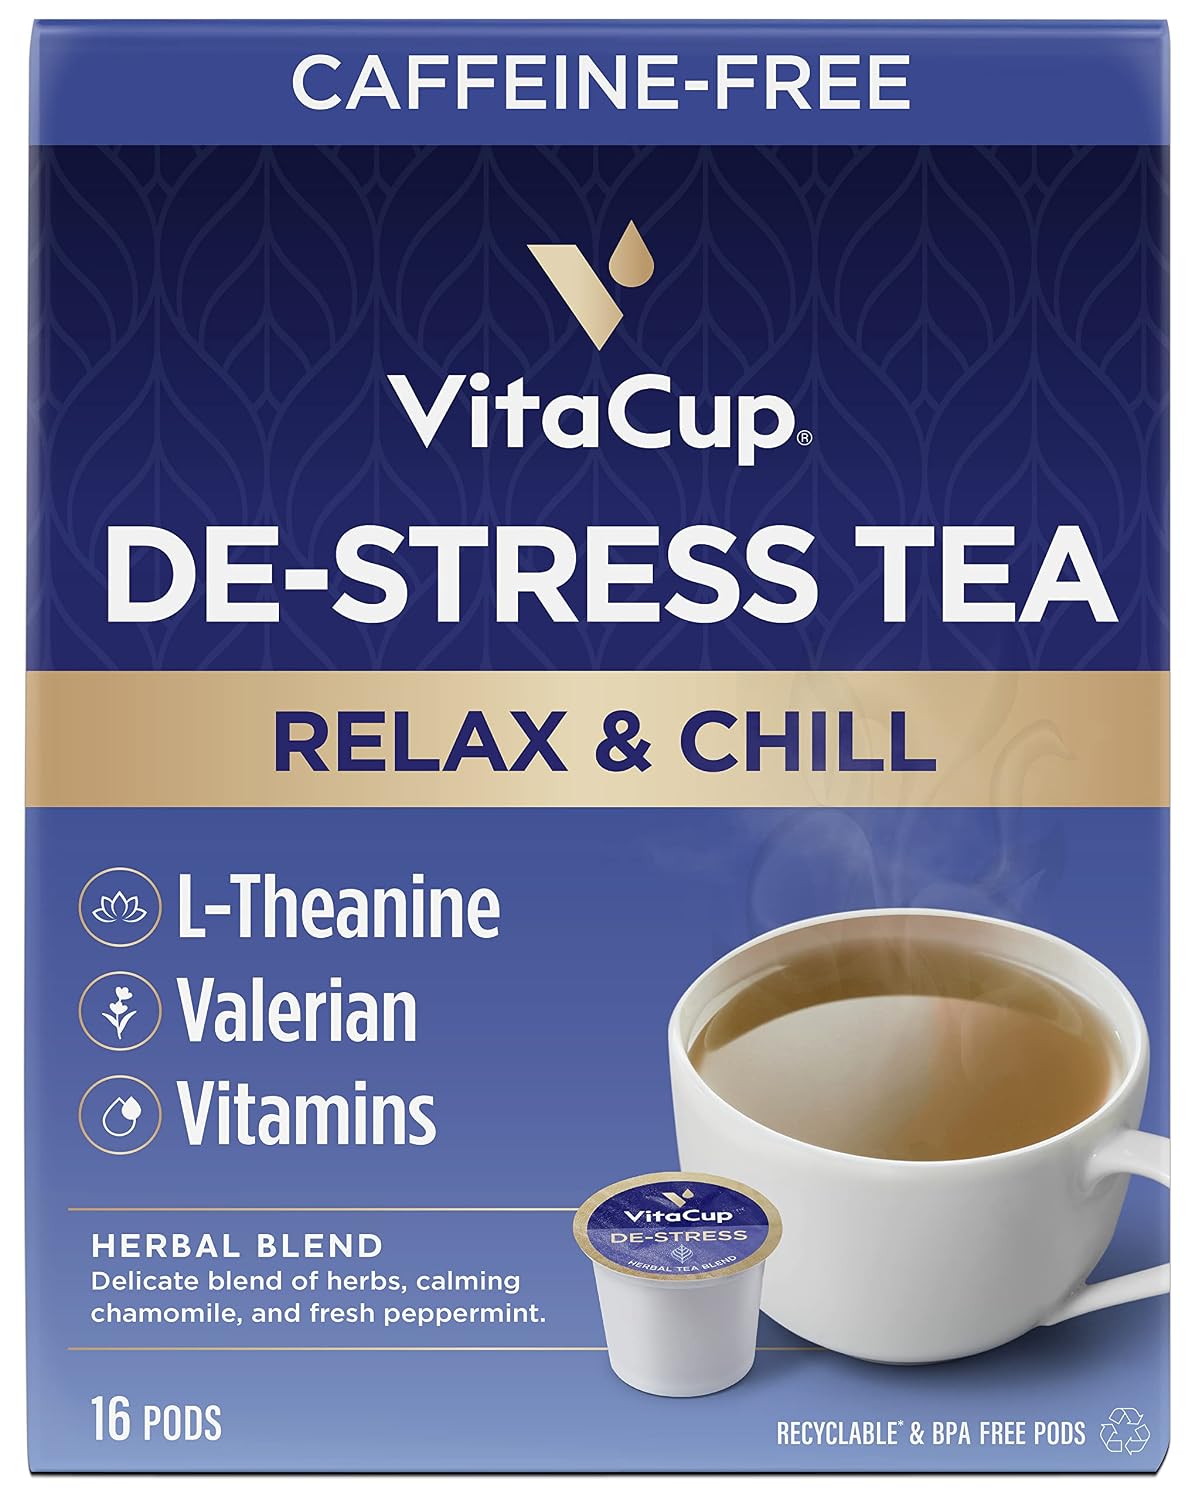 CAFFEINE-FREE
VitaCup®
DE-STRESS TEA
RELAX & CHILL
L-Theanine
Valerian
Vitamins
HERBAL BLEND
Delicate blend of herbs, calming
chamomile, and fresh peppermint.
VitaCup™
DE-STRESS
HERBAL TEA BLEND
16 PODS
RECYCLABLE* & BPA FREE PODS